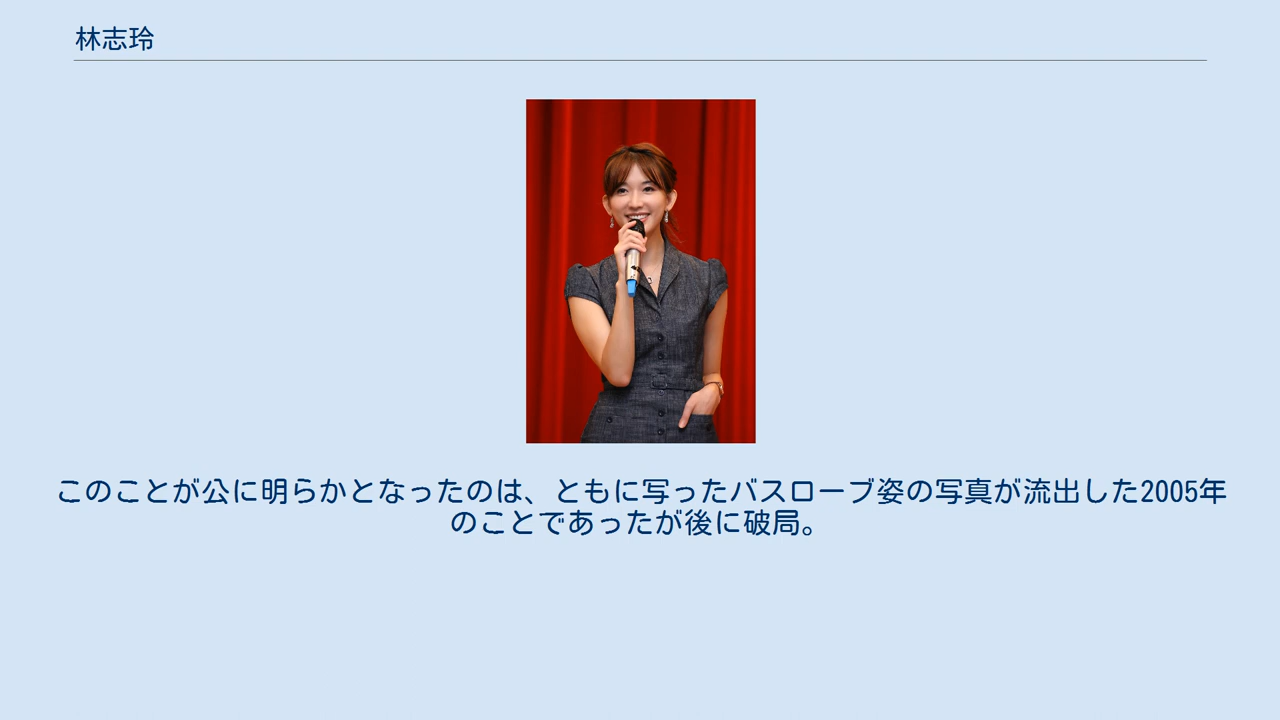 林志玲
このことが公に明らかとなったのは、ともに写ったバスローブ姿の写真が流出した2005年
のことであったが後に破局。